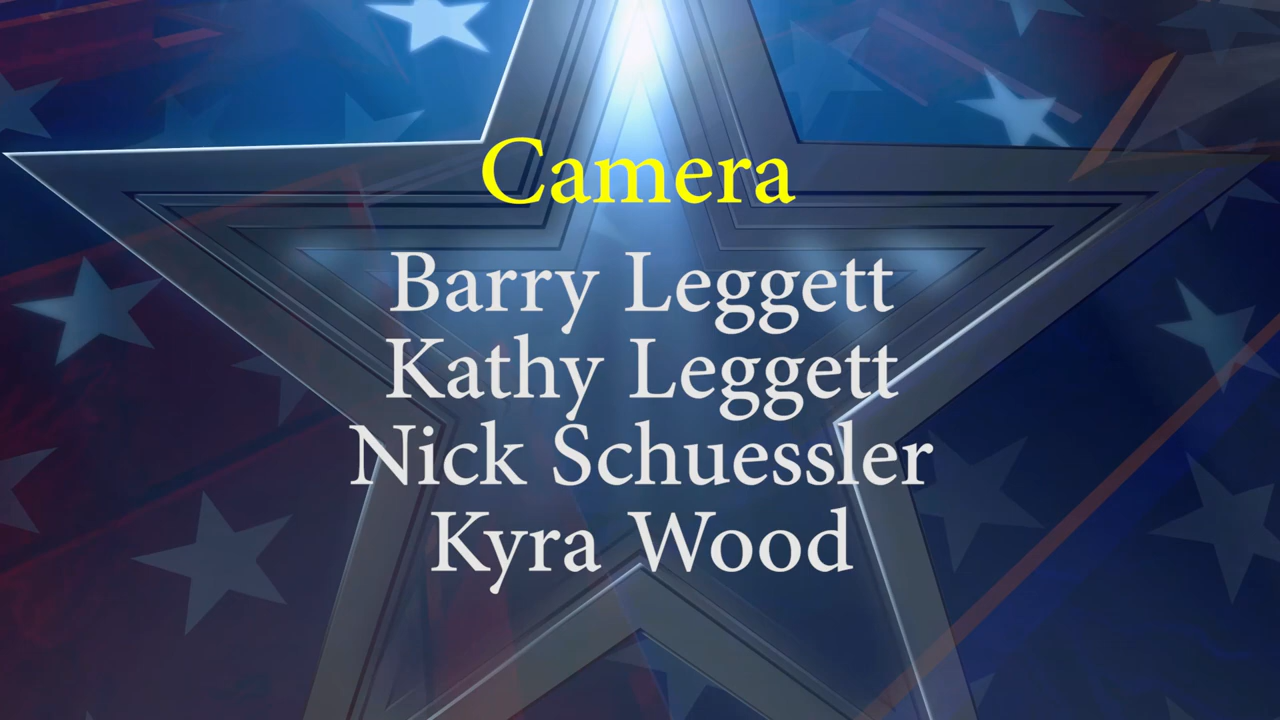 Camera
Barry Leggett
Kathy Leggett
Nick Schuessler
Kyra Wood